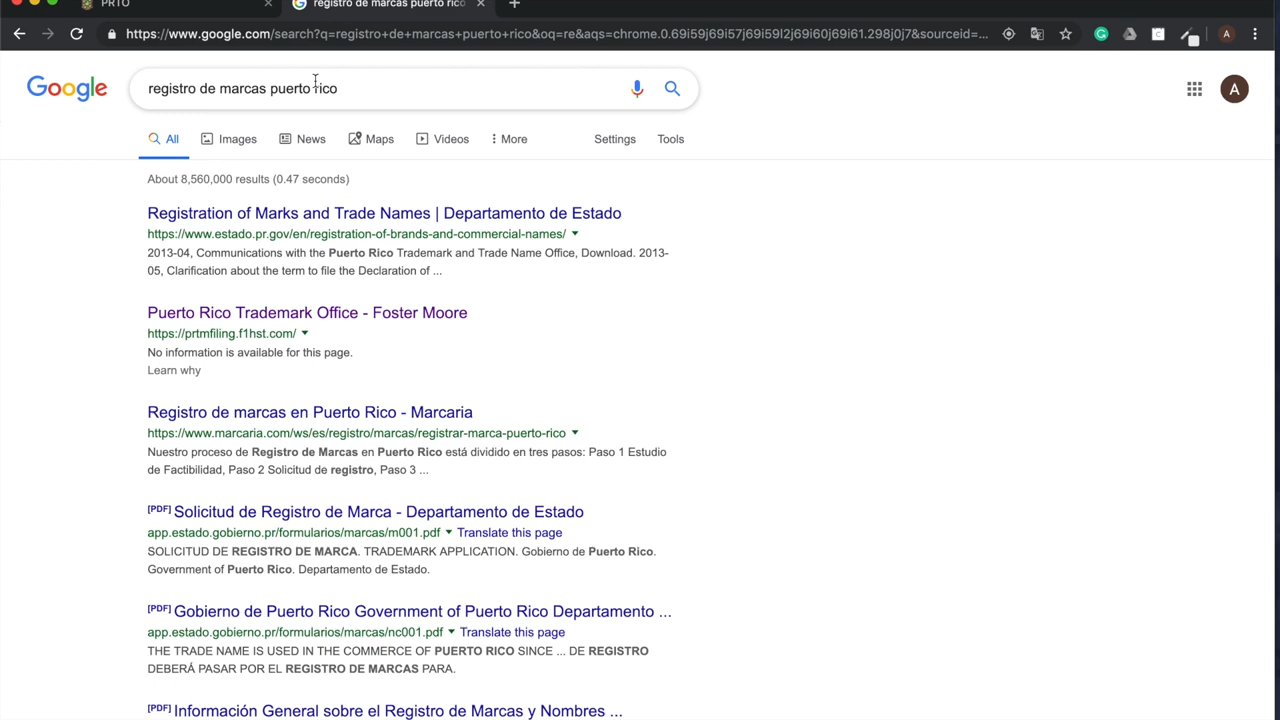 PRTO
registro de marcas puerto rico
https://www.google.com/search?q=registro+de+marcas+puerto+rico&oq=re&aqs=chrome.0.69i59j69i57j69i59l2j69i60j69i61.298j0j7&sourceid=...
A
Google
registro de marcas puerto rico
A
All
Images
News
Maps
Videos
More
Settings
Tools
About 8,560,000 results (0.47 seconds)
Registration of Marks and Trade Names | Departamento de Estado
https://www.estado.pr.gov/en/registration-of-brands-and-commercial-names/
2013-04, Communications with the Puerto Rico Trademark and Trade Name Office, Download. 2013-
05, Clarification about the term to file the Declaration of ...
Puerto Rico Trademark Office - Foster Moore
https://prtmfiling.f1hst.com/
No information is available for this page.
Learn why
Registro de marcas en Puerto Rico - Marcaria
https://www.marcaria.com/ws/es/registro/marcas/registrar-marca-puerto-rico
Nuestro proceso de Registro de Marcas en Puerto Rico está dividido en tres pasos: Paso 1 Estudio
de Factibilidad, Paso 2 Solicitud de registro, Paso 3 ...
[PDF] Solicitud de Registro de Marca - Departamento de Estado
app.estado.gobierno.pr/formularios/marcas/m001.pdf Translate this page
SOLICITUD DE REGISTRO DE MARCA. TRADEMARK APPLICATION. Gobierno de Puerto Rico.
Government of Puerto Rico. Departamento de Estado.
[PDF] Gobierno de Puerto Rico Government of Puerto Rico Departamento ...
app.estado.gobierno.pr/formularios/marcas/nc001.pdf Translate this page
THE TRADE NAME IS USED IN THE COMMERCE OF PUERTO RICO SINCE ... DE REGISTRO
DEBERÁ PASAR POR EL REGISTRO DE MARCAS PARA.
[PDF] Información General sobre el Registro de Marcas y Nombres ...